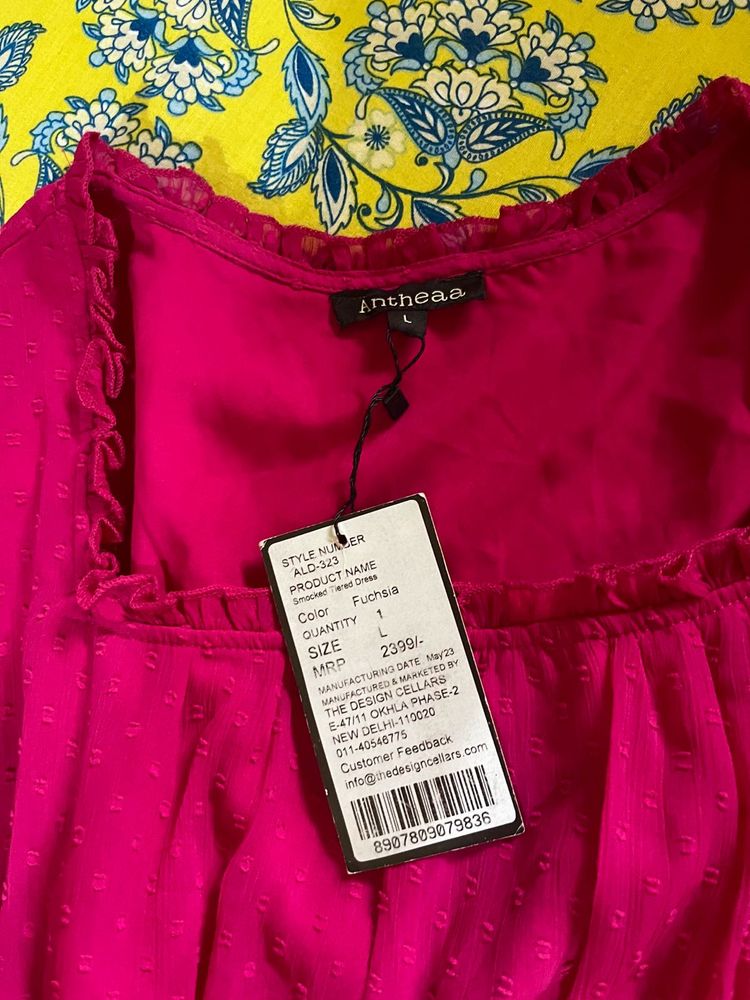 Antheaa
L
STYLE NUMBER
ALD-323
PRODUCT NAME
Smocked Tiered Dress
Color Fuchsia
QUANTITY 1
SIZE L
MRP 2399/-
MANUFACTURING DATE May23
MANUFACTURED & MARKETED BY
THE DESIGN CELLARS
E-47/11 OKHLA PHASE-2
NEW DELHI-110020
011-40546775
Customer Feedback
info@thedesigncellars.com
8907809079836